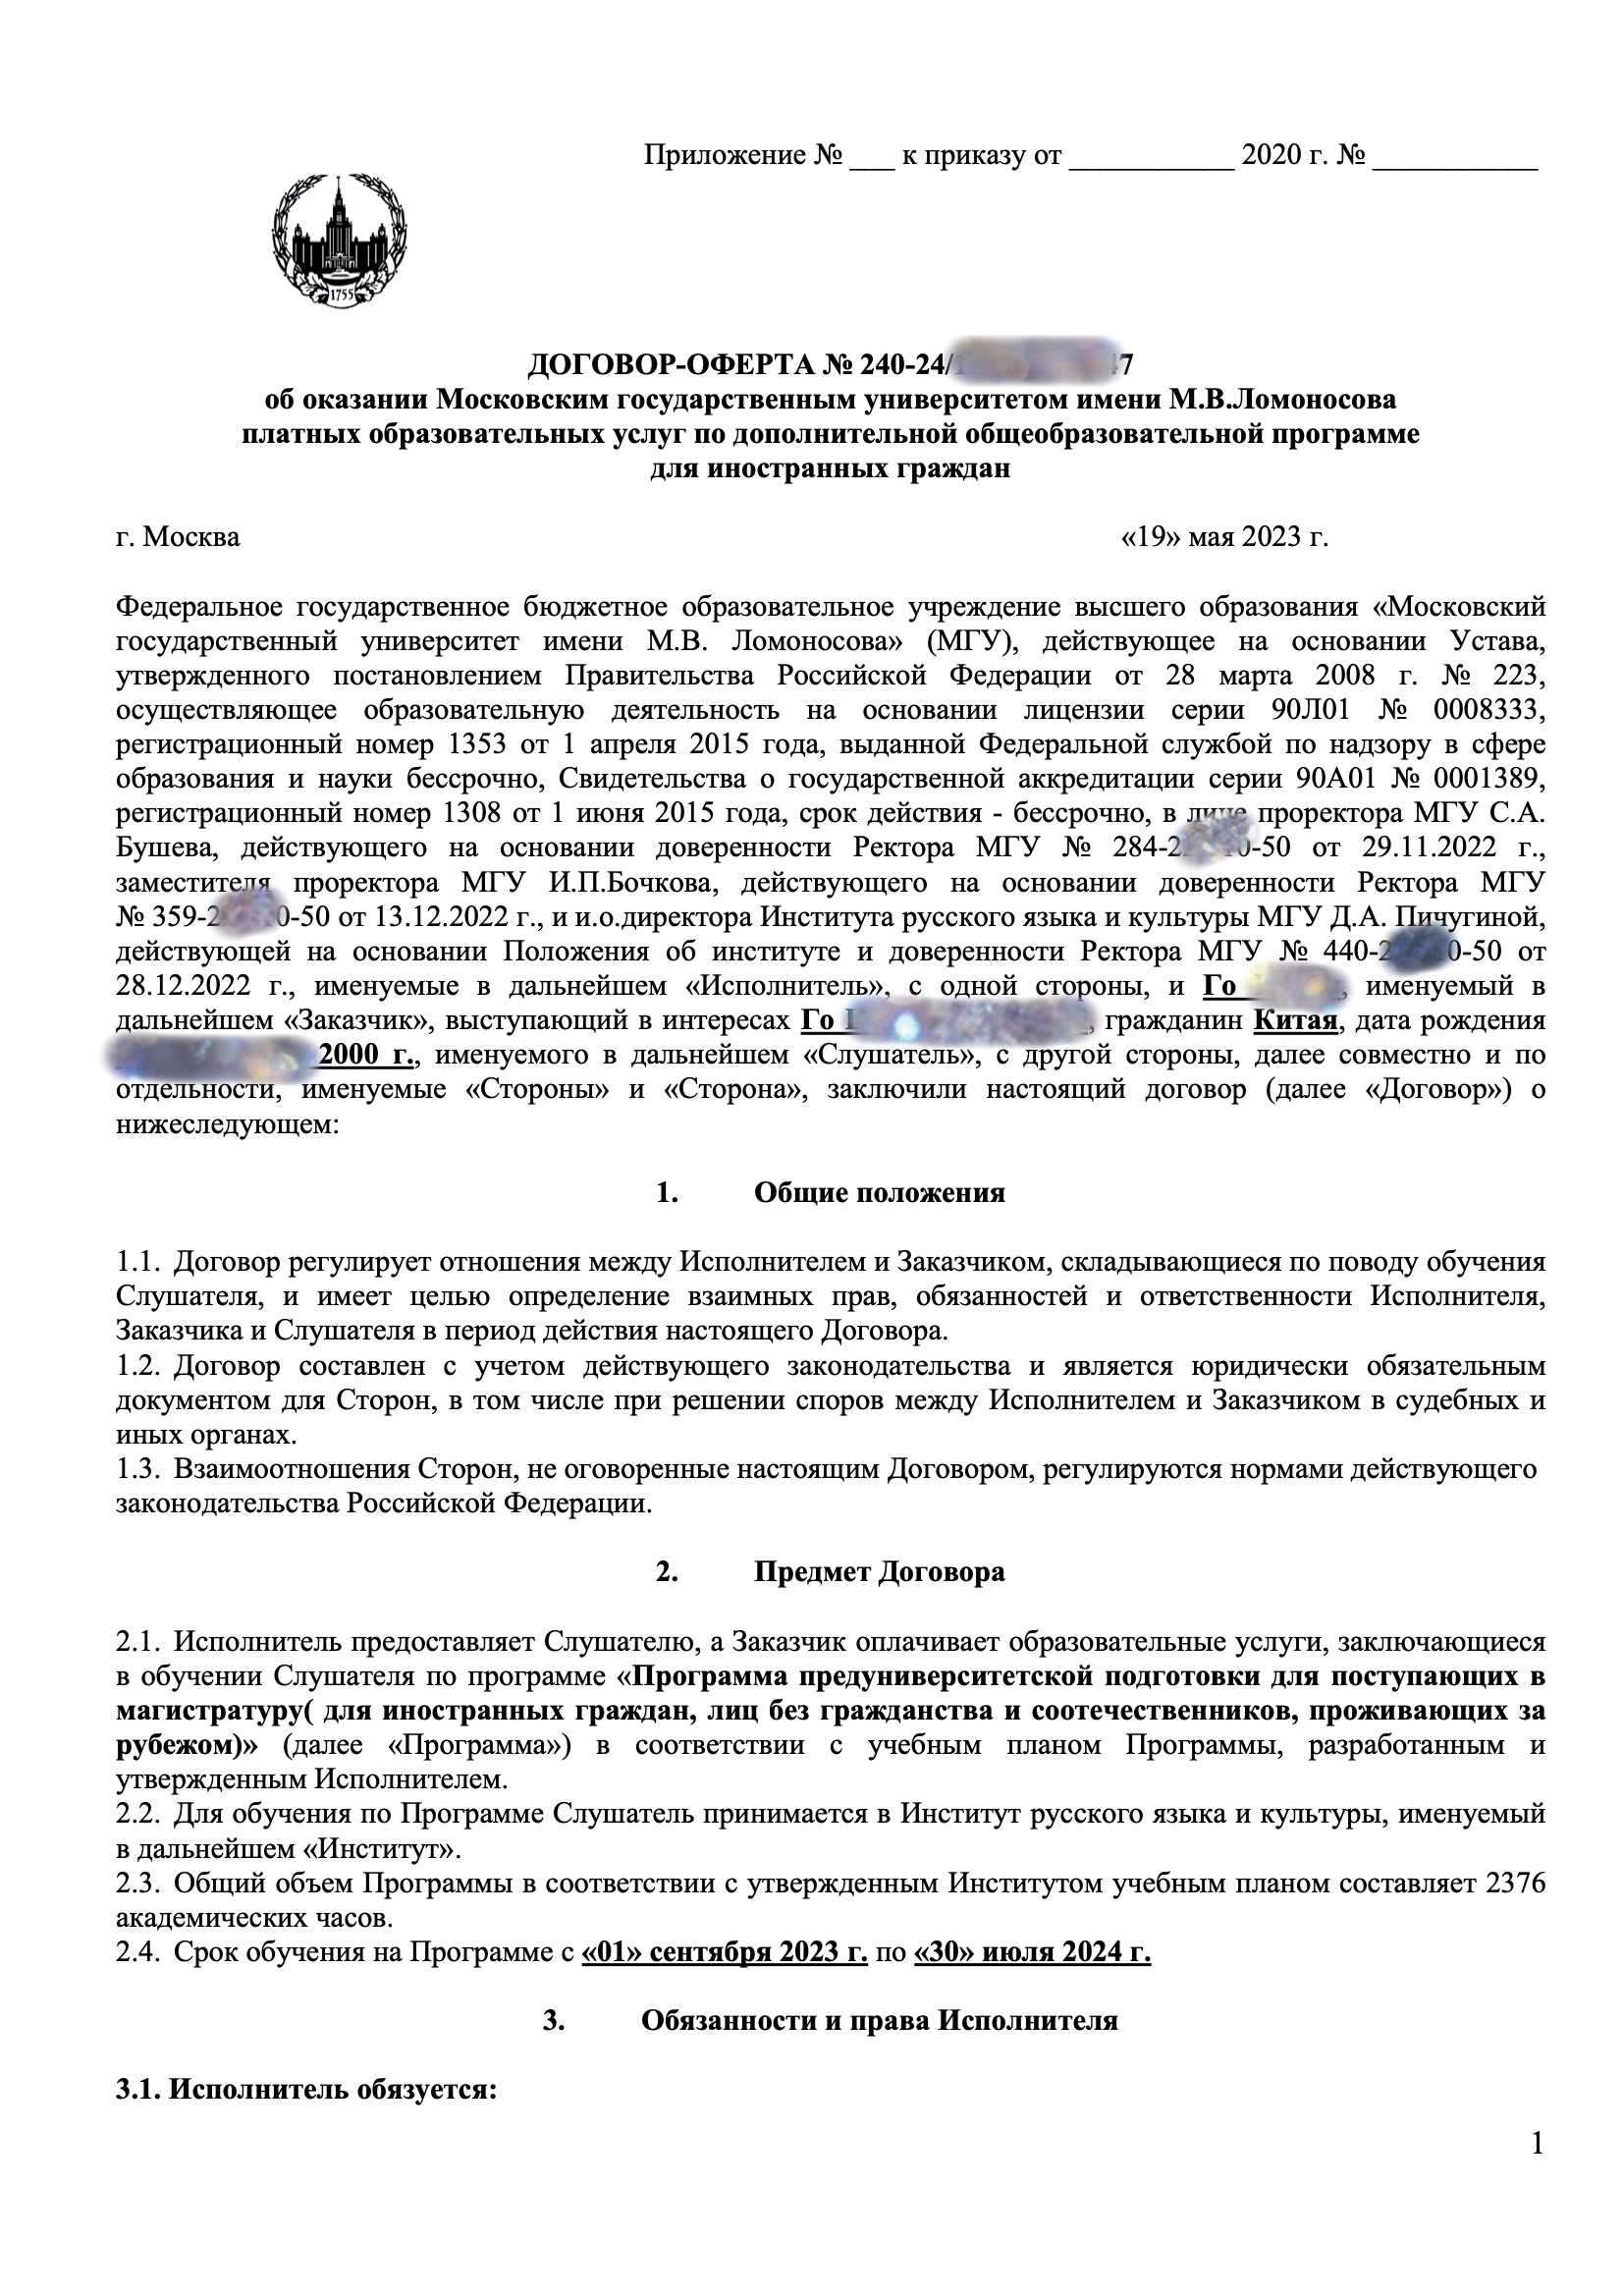 Приложение № ___ к приказу от ___________ 2020 г. № ___________
1755
ДОГОВОР-ОФЕРТА № 240-24/
об оказании Московским государственным университетом имени М.В.Ломоносова
платных образовательных услуг по дополнительной общеобразовательной программе
для иностранных граждан
г. Москва «19» мая 2023 г.
Федеральное государственное бюджетное образовательное учреждение высшего образования «Московский
государственный университет имени М.В. Ломоносова» (МГУ), действующее на основании Устава,
утвержденного постановлением Правительства Российской Федерации от 28 марта 2008 г. № 223,
осуществляющее образовательную деятельность на основании лицензии серии 90Л01 № 0008333,
регистрационный номер 1353 от 1 апреля 2015 года, выданной Федеральной службой по надзору в сфере
образования и науки бессрочно, Свидетельства о государственной аккредитации серии 90А01 № 0001389,
регистрационный номер 1308 от 1 июня 2015 года, срок действия - бессрочно, в лице проректора МГУ С.А.
Бушева, действующего на основании доверенности Ректора МГУ № 284- -50 от 29.11.2022 г.,
заместителя проректора МГУ И.П.Бочкова, действующего на основании доверенности Ректора МГУ
№ 359- -50 от 13.12.2022 г., и и.о.директора Института русского языка и культуры МГУ Д.А. Пичугиной,
действующей на основании Положения об институте и доверенности Ректора МГУ № 440- -50 от
28.12.2022 г., именуемые в дальнейшем «Исполнитель», с одной стороны, и Го , именуемый в
дальнейшем «Заказчик», выступающий в интересах Го , гражданин Китая, дата рождения
2000 г., именуемого в дальнейшем «Слушатель», с другой стороны, далее совместно и по
отдельности, именуемые «Стороны» и «Сторона», заключили настоящий договор (далее «Договор») о
нижеследующем:
1. Общие положения
1.1. Договор регулирует отношения между Исполнителем и Заказчиком, складывающиеся по поводу обучения
Слушателя, и имеет целью определение взаимных прав, обязанностей и ответственности Исполнителя,
Заказчика и Слушателя в период действия настоящего Договора.
1.2. Договор составлен с учетом действующего законодательства и является юридически обязательным
документом для Сторон, в том числе при решении споров между Исполнителем и Заказчиком в судебных и
иных органах.
1.3. Взаимоотношения Сторон, не оговоренные настоящим Договором, регулируются нормами действующего
законодательства Российской Федерации.
2. Предмет Договора
2.1. Исполнитель предоставляет Слушателю, а Заказчик оплачивает образовательные услуги, заключающиеся
в обучении Слушателя по программе «Программа предуниверситетской подготовки для поступающих в
магистратуру( для иностранных граждан, лиц без гражданства и соотечественников, проживающих за
рубежом)» (далее «Программа») в соответствии с учебным планом Программы, разработанным и
утвержденным Исполнителем.
2.2. Для обучения по Программе Слушатель принимается в Институт русского языка и культуры, именуемый
в дальнейшем «Институт».
2.3. Общий объем Программы в соответствии с утвержденным Институтом учебным планом составляет 2376
академических часов.
2.4. Срок обучения на Программе с «01» сентября 2023 г. по «30» июля 2024 г.
3. Обязанности и права Исполнителя
3.1. Исполнитель обязуется:
1